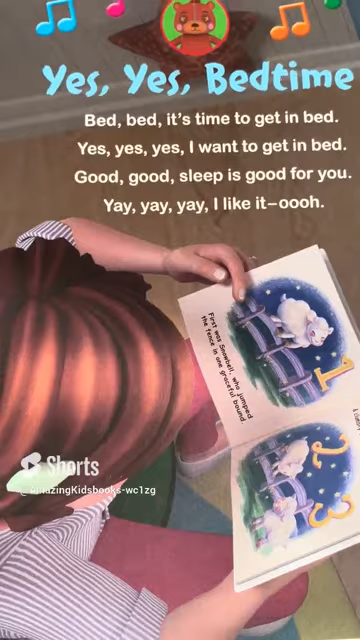 Yes, Yes, Bedtime
Bed, bed, it's time to get in bed.
Yes, yes, yes, I want to get in bed.
Good, good, sleep is good for you.
Yay, yay, yay, I like it–oooh.
First was Snowball, who jumped
the fence in one graceful bound
1
2
3
Shorts
@AmazingKidsbooks-wc1zg